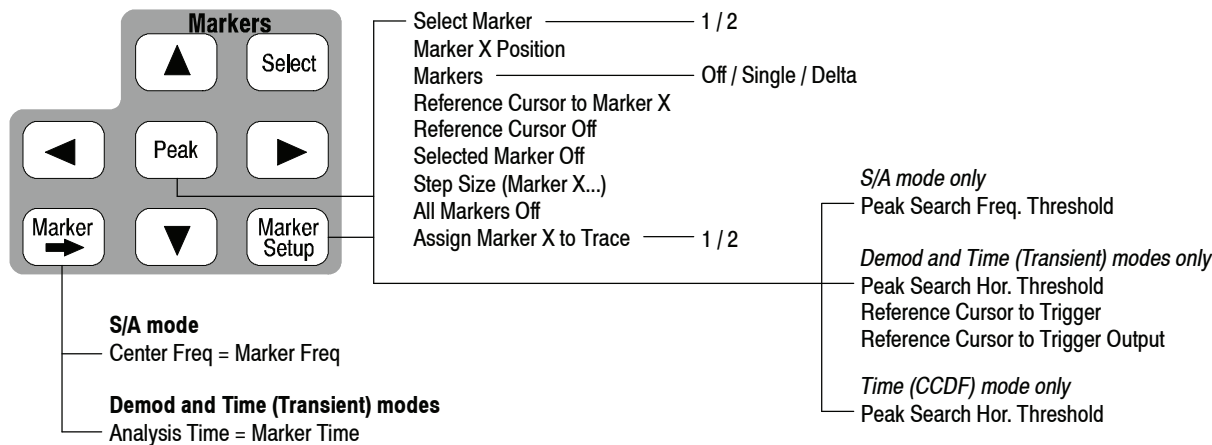 Markers
Select
Peak
Marker
Marker
Setup
Select Marker 1 / 2
Marker X Position
Markers Off / Single / Delta
Reference Cursor to Marker X
Reference Cursor Off
Selected Marker Off
Step Size (Marker X...)
All Markers Off
Assign Marker X to Trace 1 / 2
S/A mode only
Peak Search Freq. Threshold
Demod and Time (Transient) modes only
Peak Search Hor. Threshold
Reference Cursor to Trigger
Reference Cursor to Trigger Output
Time (CCDF) mode only
Peak Search Hor. Threshold
S/A mode
Center Freq = Marker Freq
Demod and Time (Transient) modes
Analysis Time = Marker Time